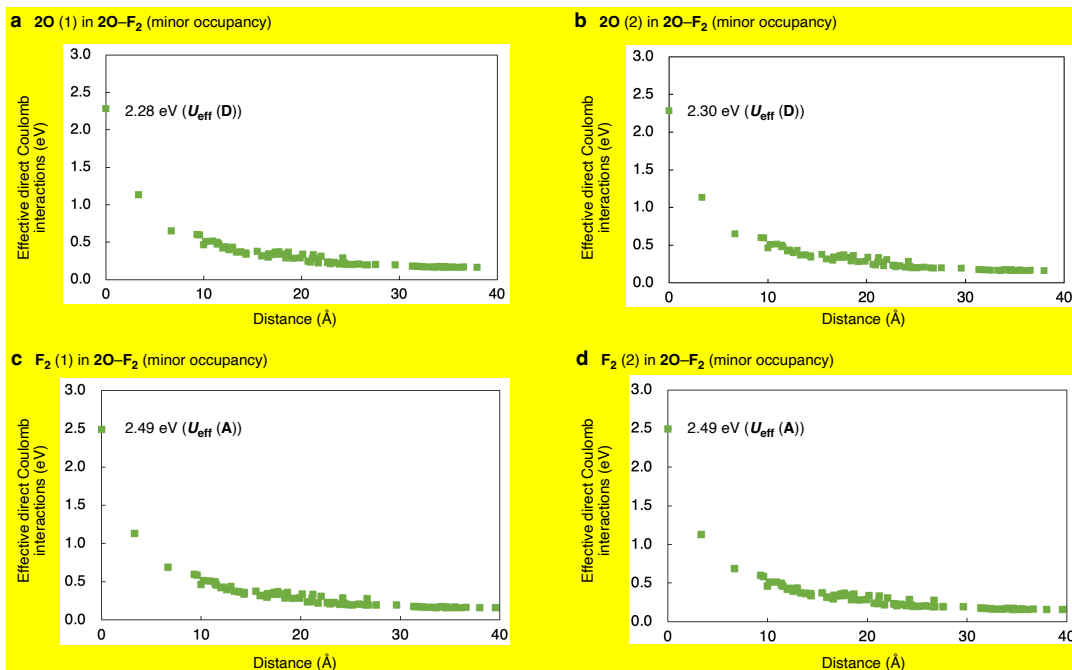 a 2O (1) in 2O–F2 (minor occupancy)
3.0
2.5
2.0
1.5
1.0
0.5
0.0
0 10 20 30 40
Effective direct Coulomb
interactions (eV)
2.28 eV (Ueff (D))
Distance (Å)
b 2O (2) in 2O–F2 (minor occupancy)
3.0
2.5
2.0
1.5
1.0
0.5
0.0
0 10 20 30 40
Effective direct Coulomb
interactions (eV)
2.30 eV (Ueff (D))
Distance (Å)
c F2 (1) in 2O–F2 (minor occupancy)
3.0
2.5
2.0
1.5
1.0
0.5
0.0
0 10 20 30 40
Effective direct Coulomb
interactions (eV)
2.49 eV (Ueff (A))
Distance (Å)
d F2 (2) in 2O–F2 (minor occupancy)
3.0
2.5
2.0
1.5
1.0
0.5
0.0
0 10 20 30 40
Effective direct Coulomb
interactions (eV)
2.49 eV (Ueff (A))
Distance (Å)